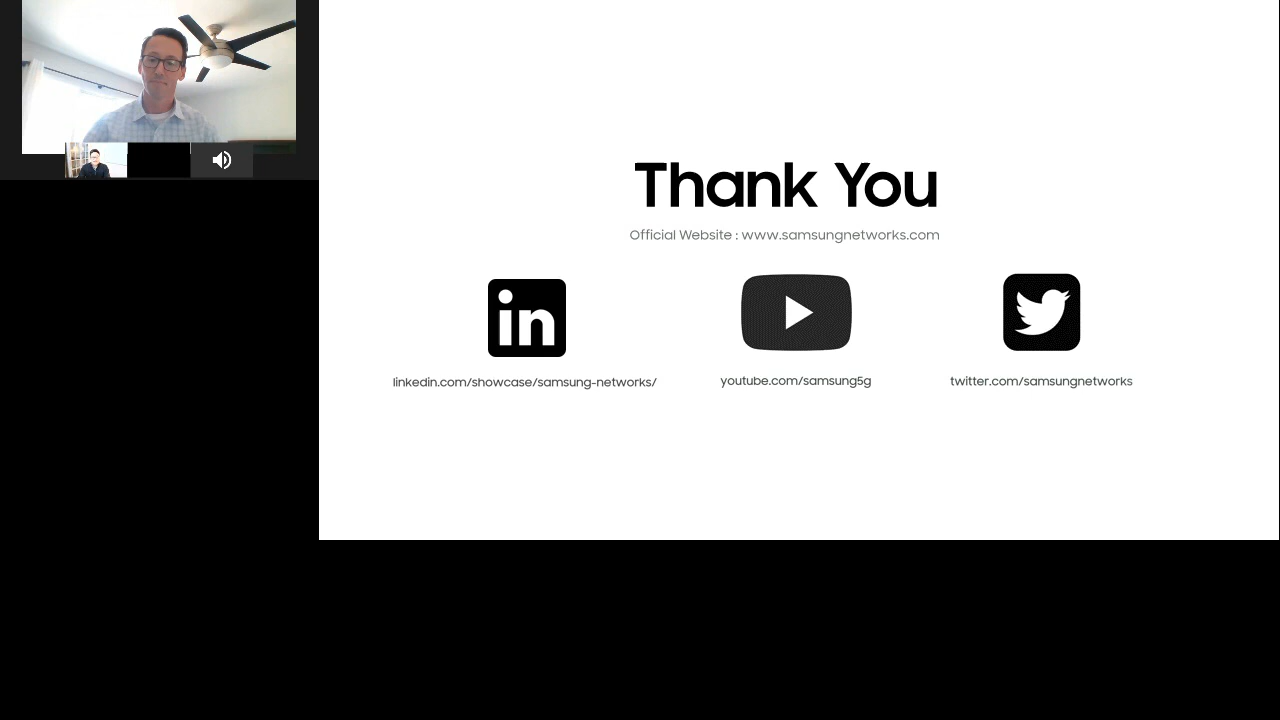 Thank You
Official Website : www.samsungnetworks.com
in
linkedin.com/showcase/samsung-networks/
youtube.com/samsung5g
twitter.com/samsungnetworks